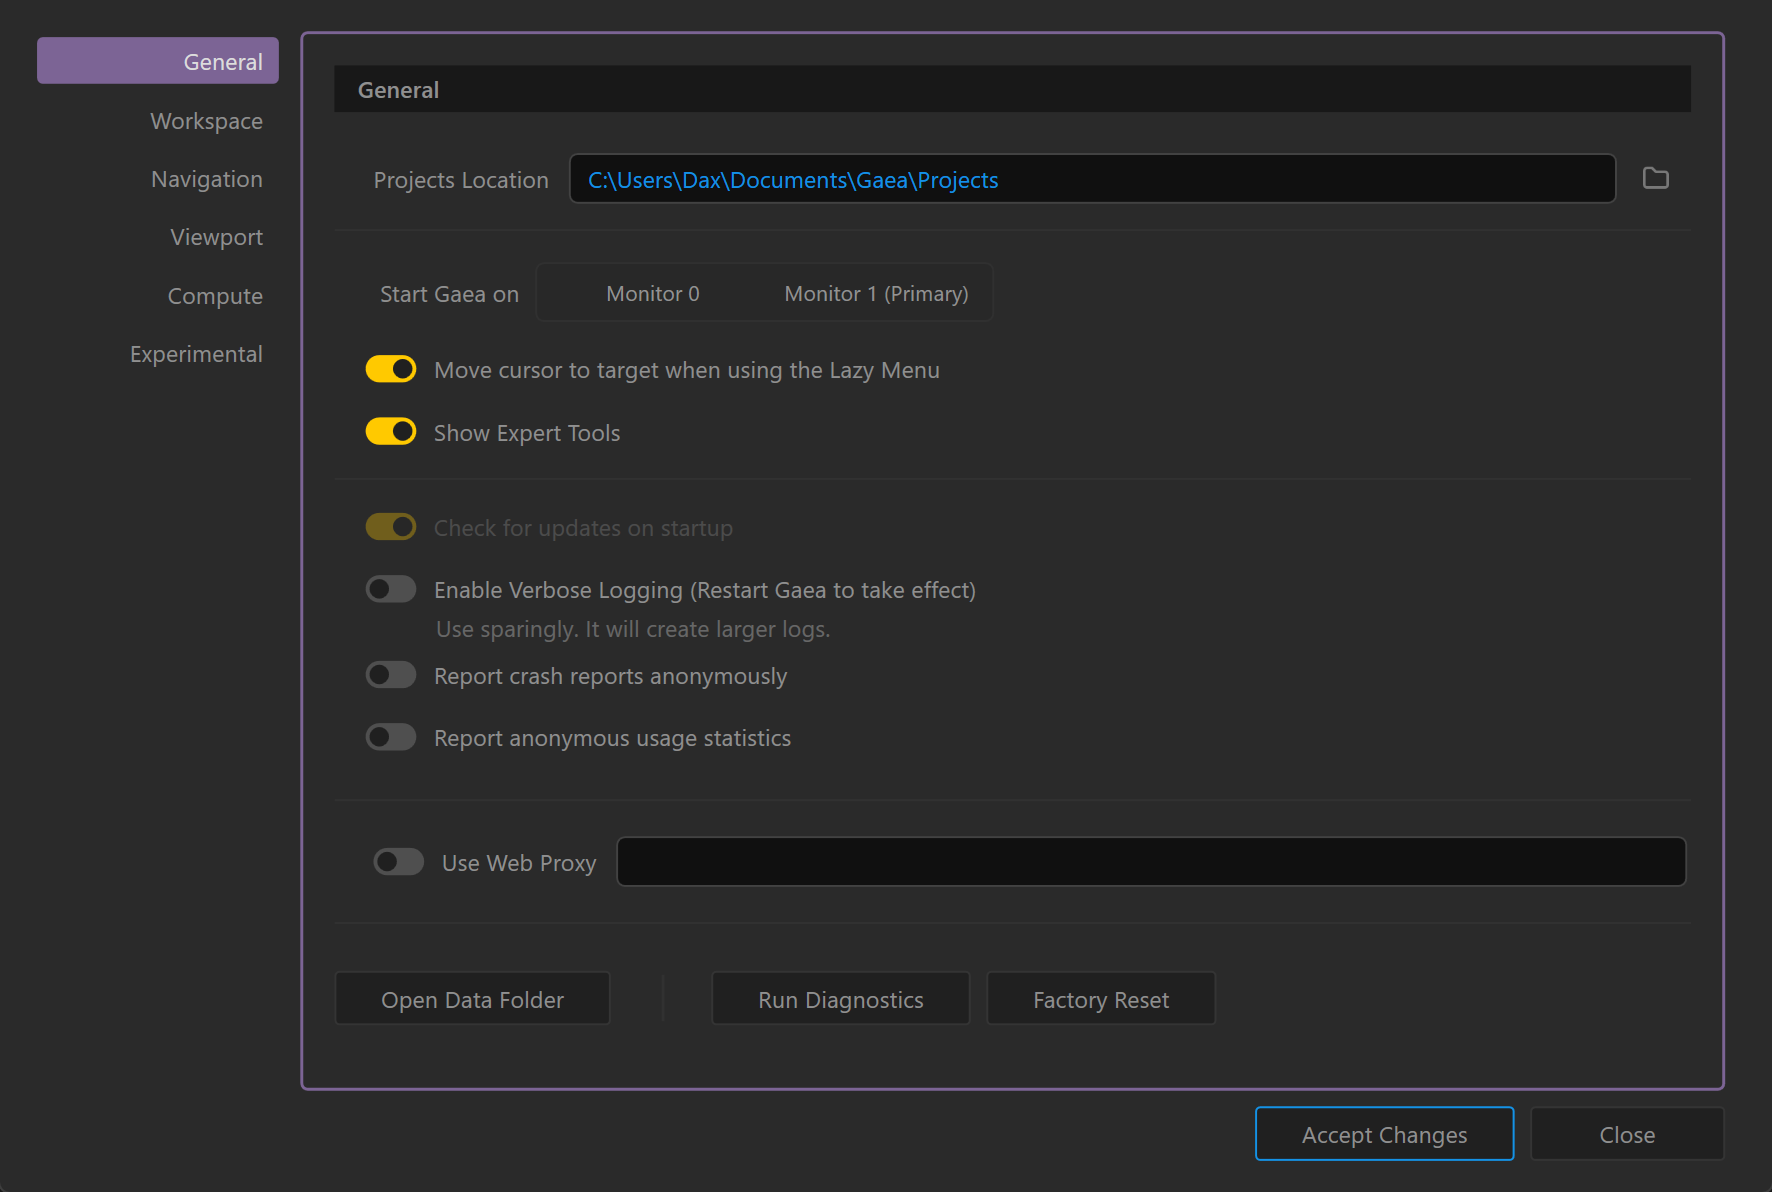 General
Workspace
Navigation
Viewport
Compute
Experimental
General
Projects Location C:\Users\Dax\Documents\Gaea\Projects
Start Gaea on Monitor 0 Monitor 1 (Primary)
Move cursor to target when using the Lazy Menu
Show Expert Tools
Check for updates on startup
Enable Verbose Logging (Restart Gaea to take effect)
Use sparingly. It will create larger logs.
Report crash reports anonymously
Report anonymous usage statistics
Use Web Proxy
Open Data Folder Run Diagnostics Factory Reset
Accept Changes Close